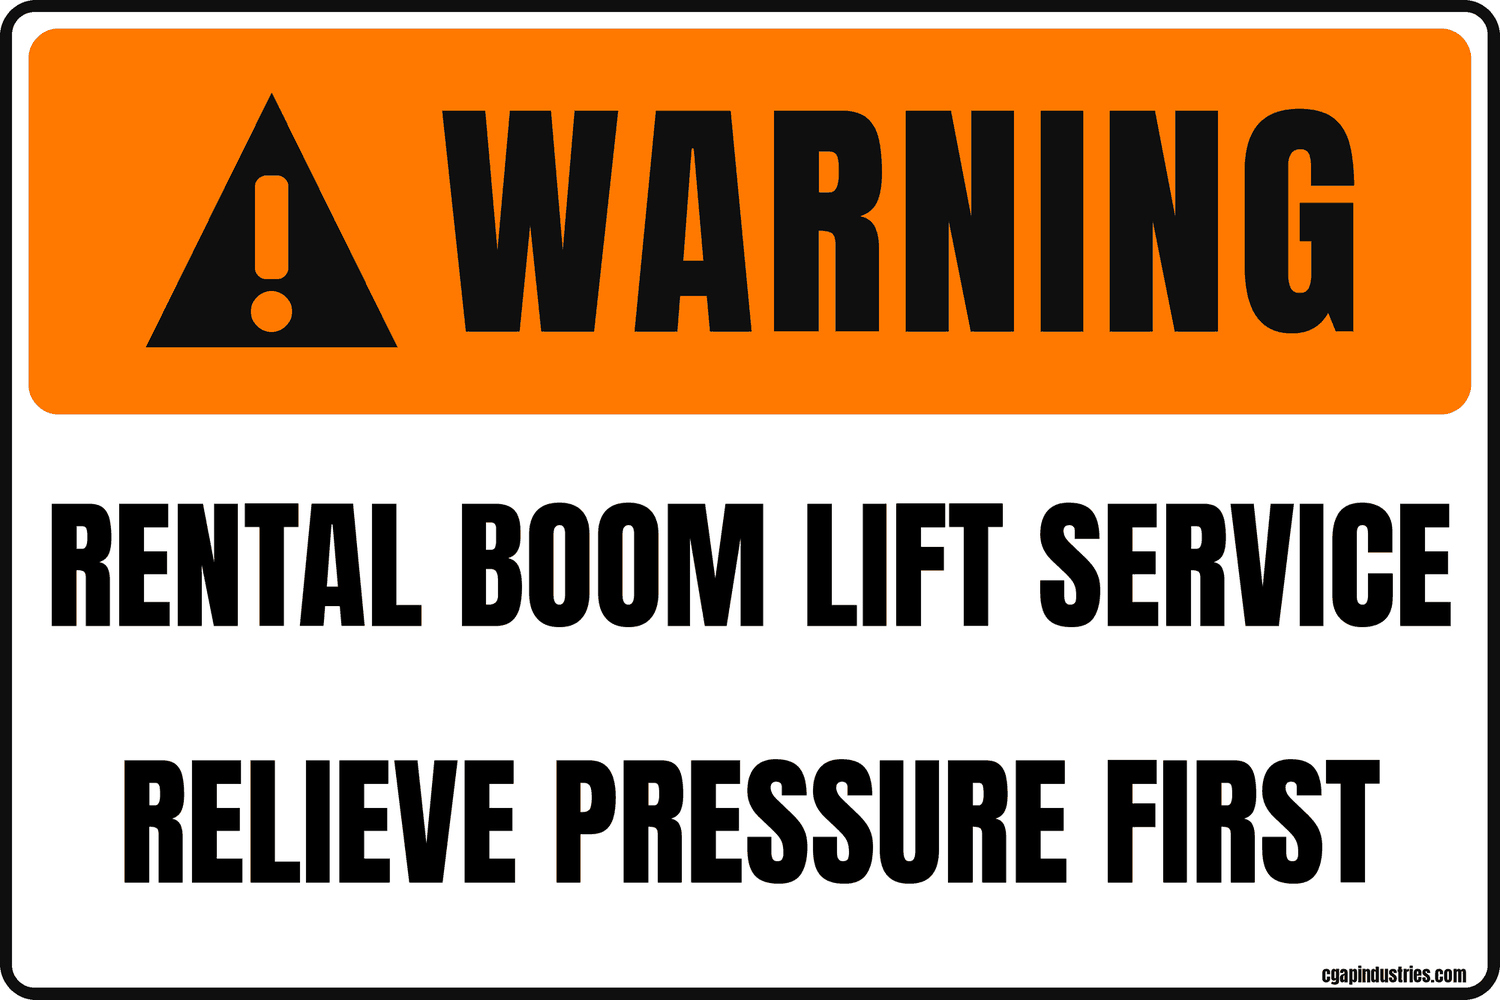 WARNING
RENTAL BOOM LIFT SERVICE
RELIEVE PRESSURE FIRST
cgapindustries.com